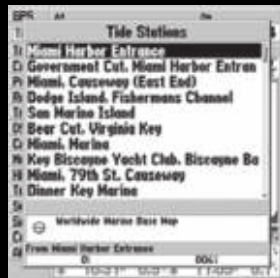 Tide Stations
Miami Harbor Entrance
Government Cut, Miami Harbor Entran
Miami, Causeway (East End)
Dodge Island, Fishermans Channel
San Marino Island
Bear Cut, Virginia Key
Miami, Marina
Key Biscayne Yacht Club, Biscayne Ba
Miami, 79th St. Causeway
Dinner Key Marina
Worldwide Marine Base Map
From Miami Harbor Entrance